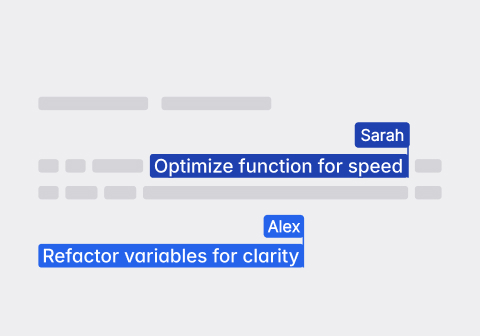 Sarah
Optimize function for speed
Alex
Refactor variables for clarity